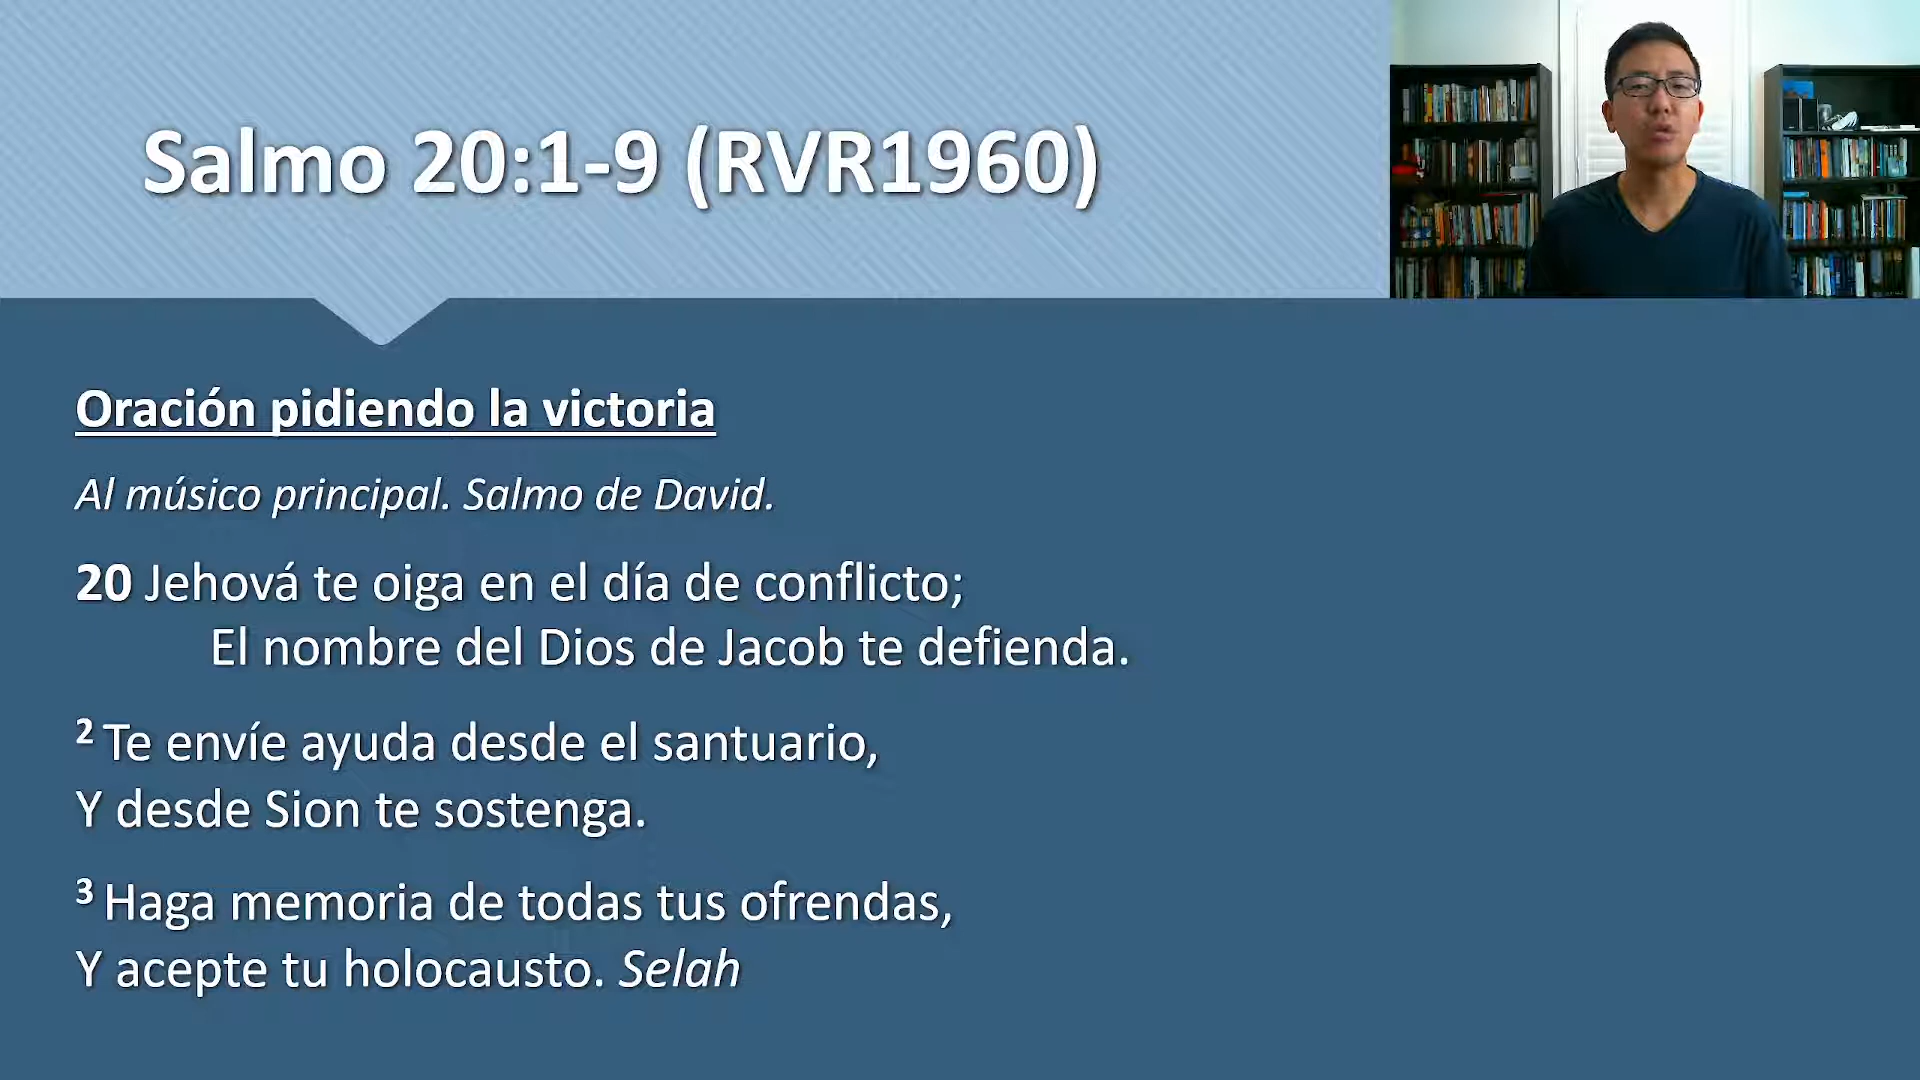 Salmo 20:1-9 (RVR1960)
Oración pidiendo la victoria
Al músico principal. Salmo de David.
20 Jehová te oiga en el día de conflicto;
El nombre del Dios de Jacob te defienda.
2 Te envíe ayuda desde el santuario,
Y desde Sion te sostenga.
3 Haga memoria de todas tus ofrendas,
Y acepte tu holocausto. Selah